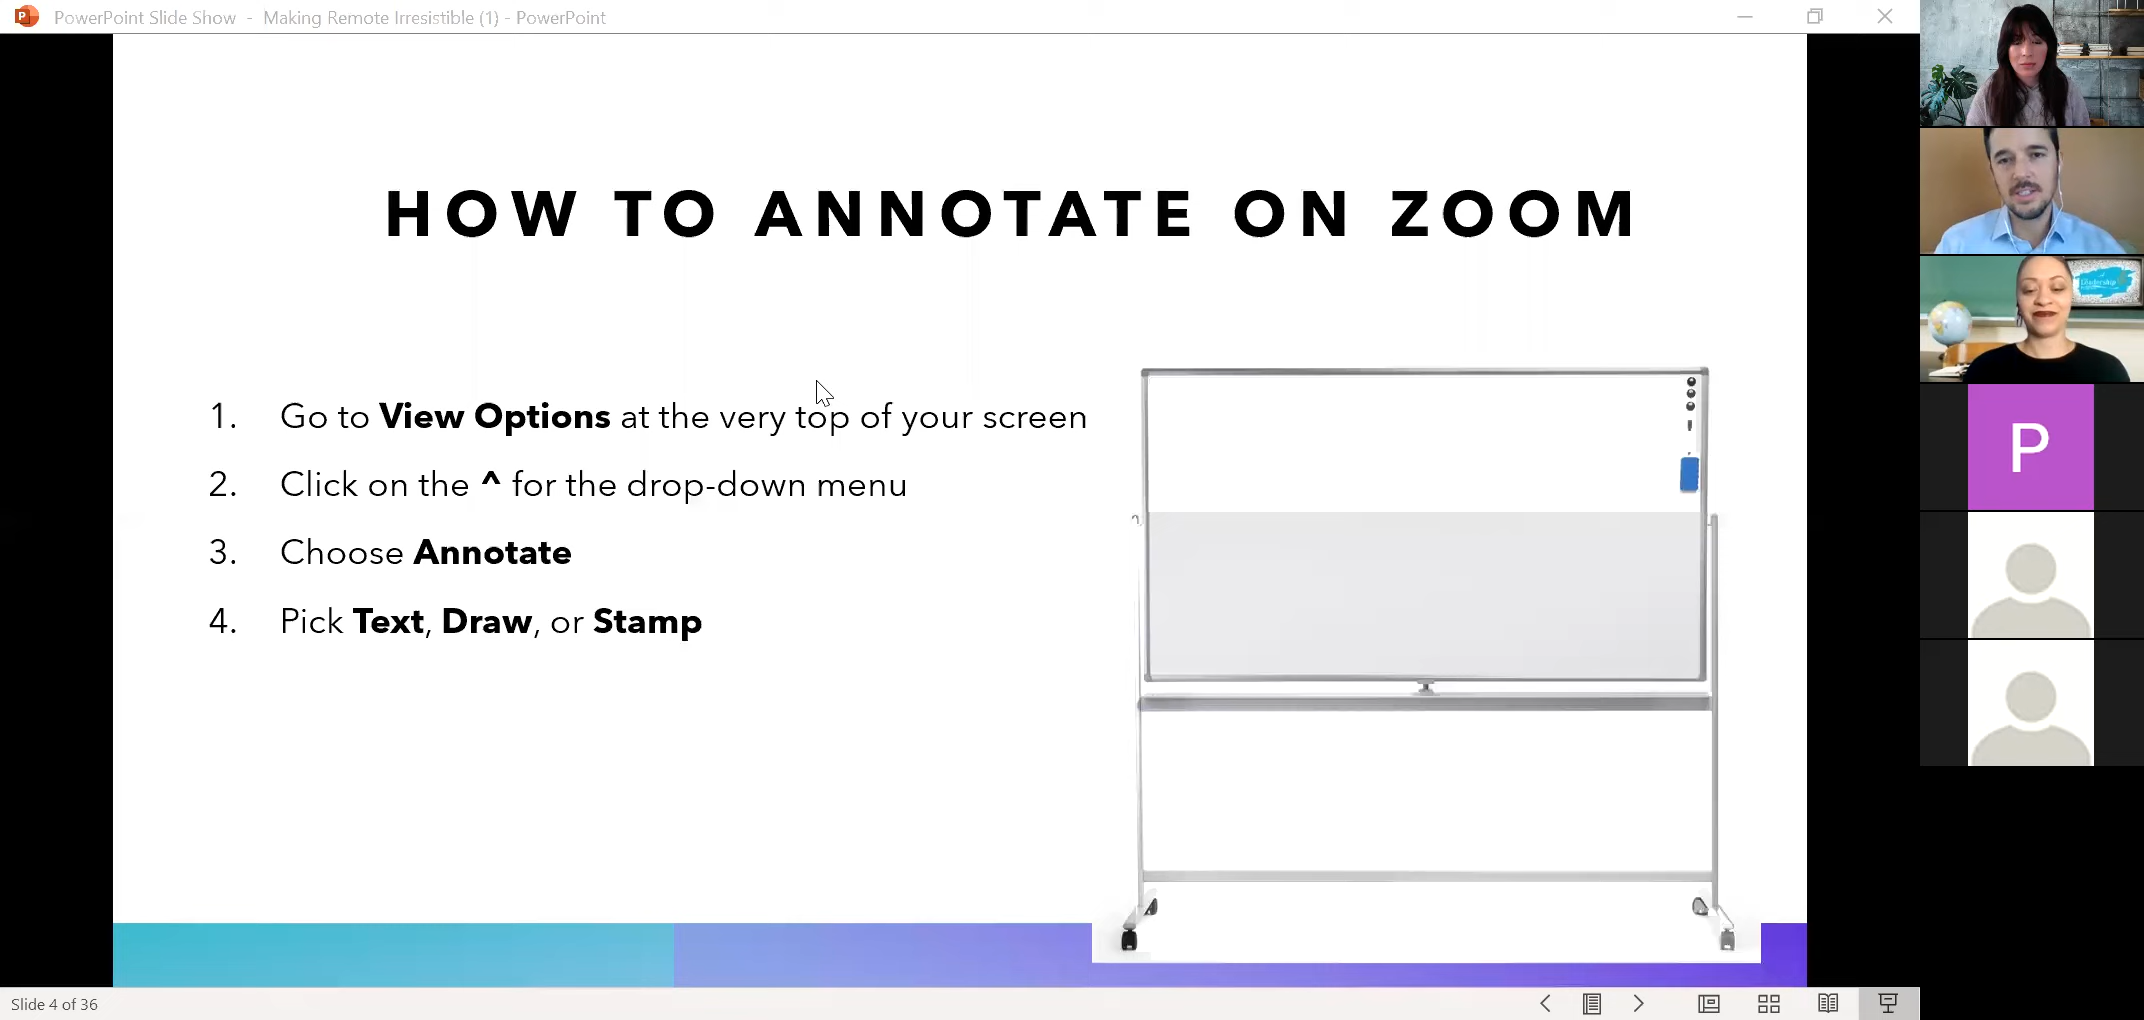 PowerPoint Slide Show - Making Remote Irresistible (1) - PowerPoint
HOW TO ANNOTATE ON ZOOM
1. Go to View Options at the very top of your screen
2. Click on the ^ for the drop-down menu
3. Choose Annotate
4. Pick Text, Draw, or Stamp
Leadership
P
Slide 4 of 36